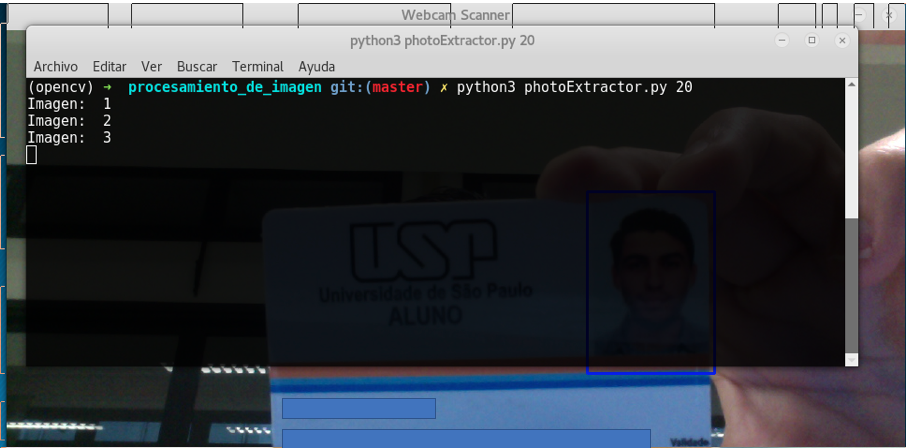 Webcam Scanner
python3 photoExtractor.py 20
Archivo Editar Ver Buscar Terminal Ayuda
(opencv) ➜ procesamiento_de_imagen git:(master) ✗ python3 photoExtractor.py 20
Imagen: 1
Imagen: 2
Imagen: 3
USP
Universidade de São Paulo
ALUNO
Validade